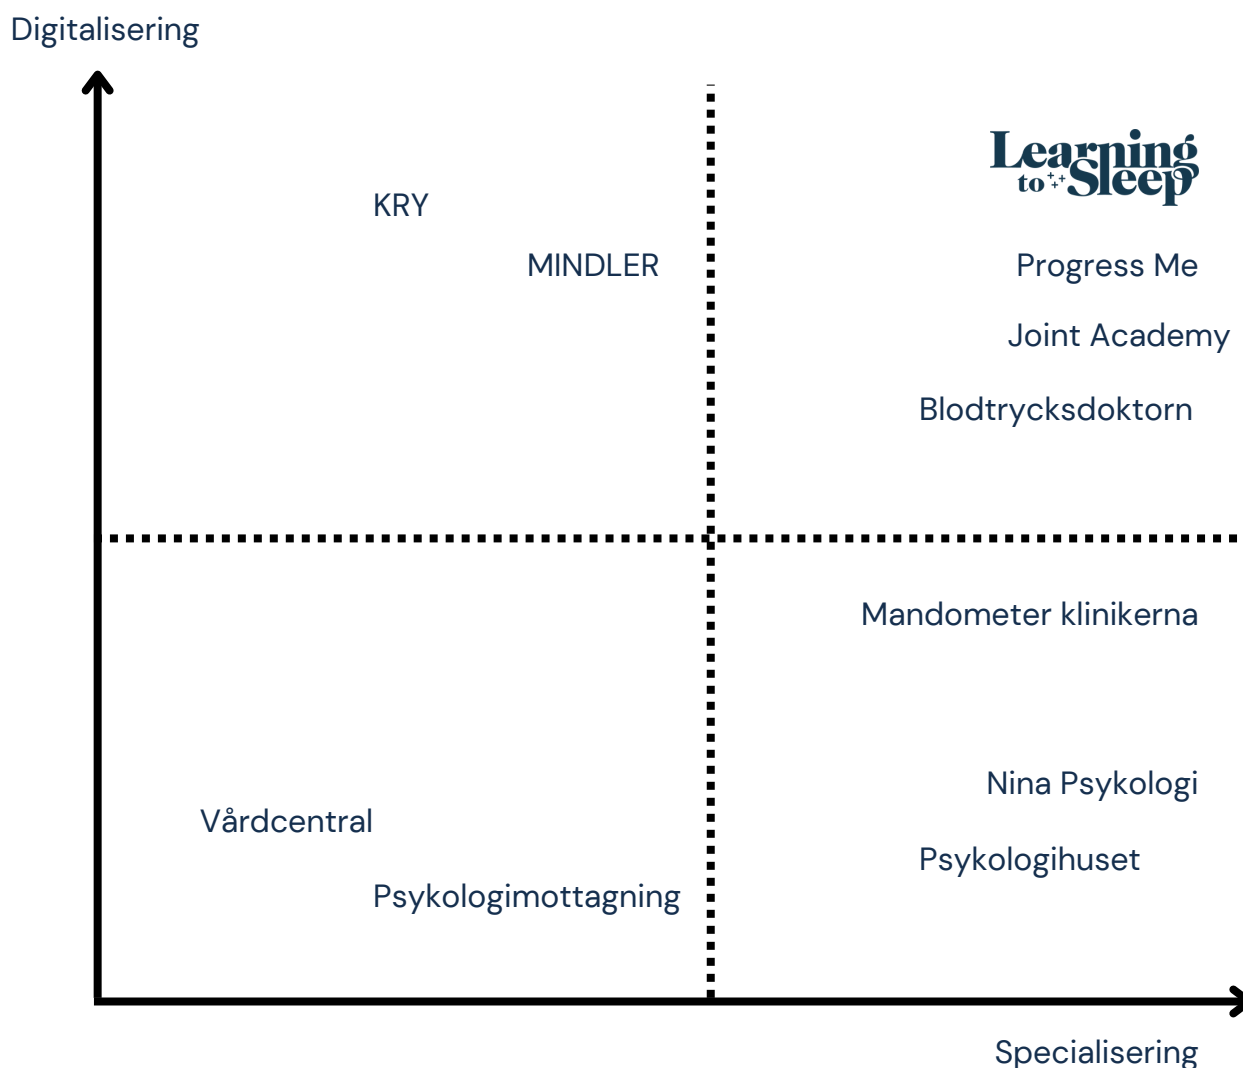 Digitalisering
Learning
to Sleep
KRY
MINDLER
Progress Me
Joint Academy
Blodtrycksdoktorn
Mandometer klinikerna
Nina Psykologi
Vårdcentral
Psykologihuset
Psykologimottagning
Specialisering